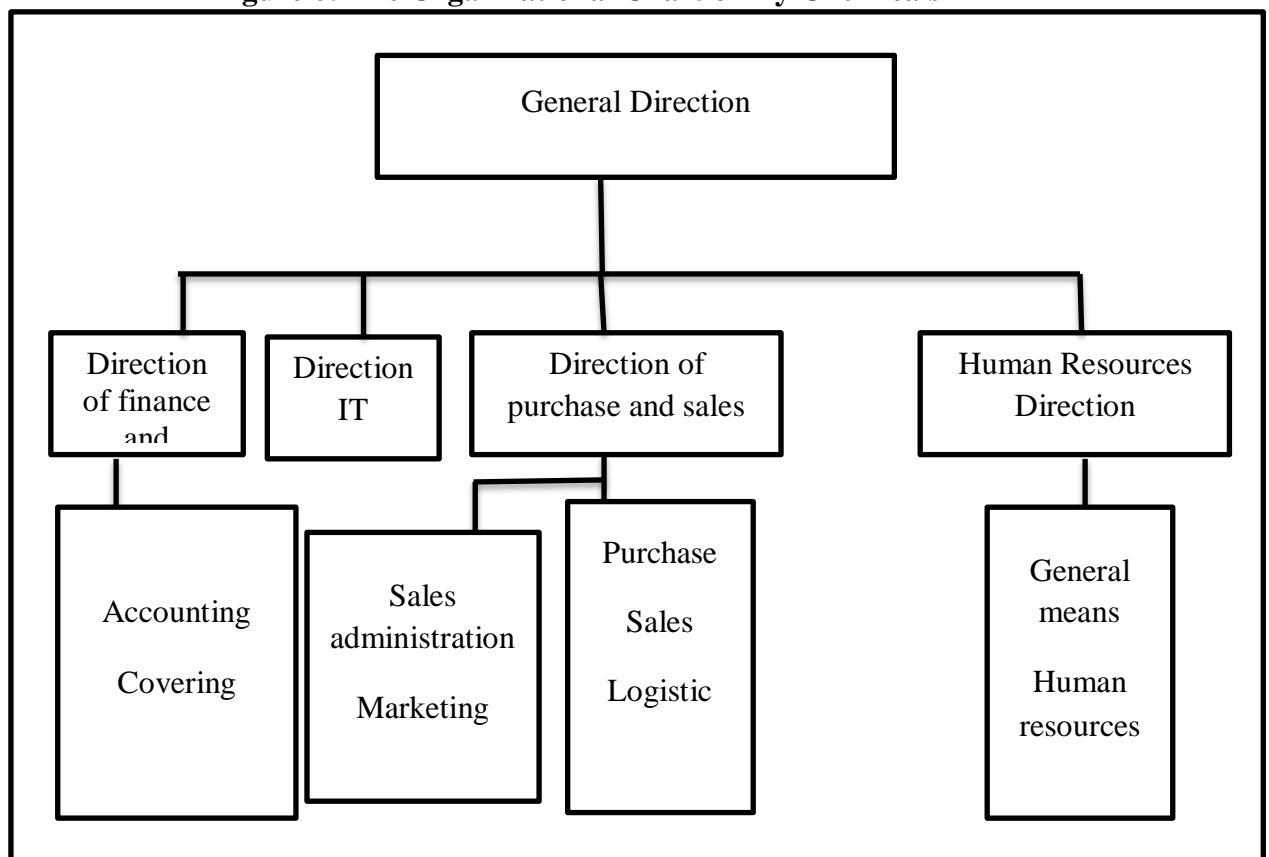 General Direction
Direction
of finance
and
Direction
IT
Direction of
purchase and sales
Human Resources
Direction
Accounting
Covering
Sales
administration
Marketing
Purchase
Sales
Logistic
General
means
Human
resources